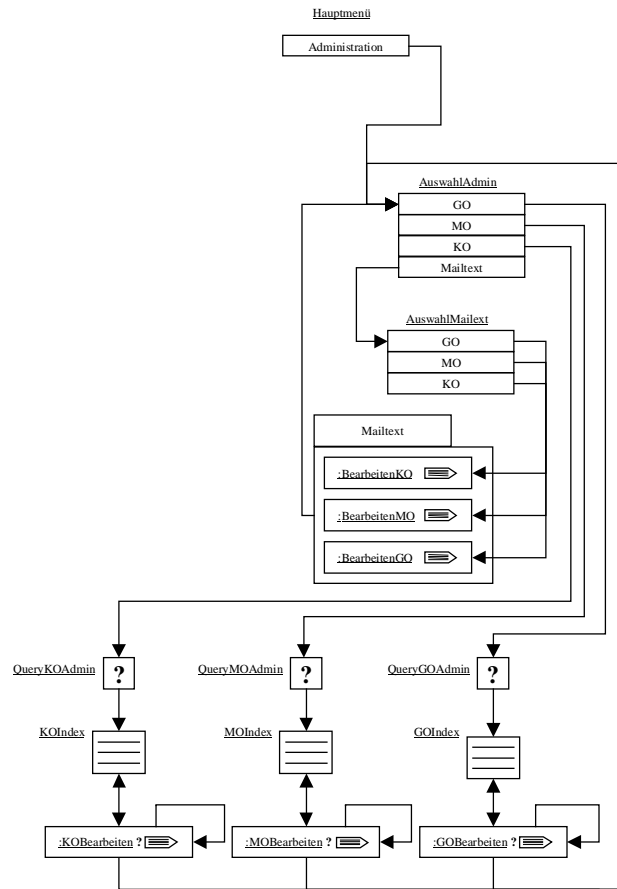 Hauptmenü
Administration
AuswahlAdmin
GO
MO
KO
Mailtext
AuswahlMailext
GO
MO
KO
Mailtext
:BearbeitenKO
:BearbeitenMO
:BearbeitenGO
QueryKOAdmin ? QueryMOAdmin ? QueryGOAdmin ?
KOIndex MOIndex GOIndex
:KOBearbeiten ? :MOBearbeiten ? :GOBearbeiten ?